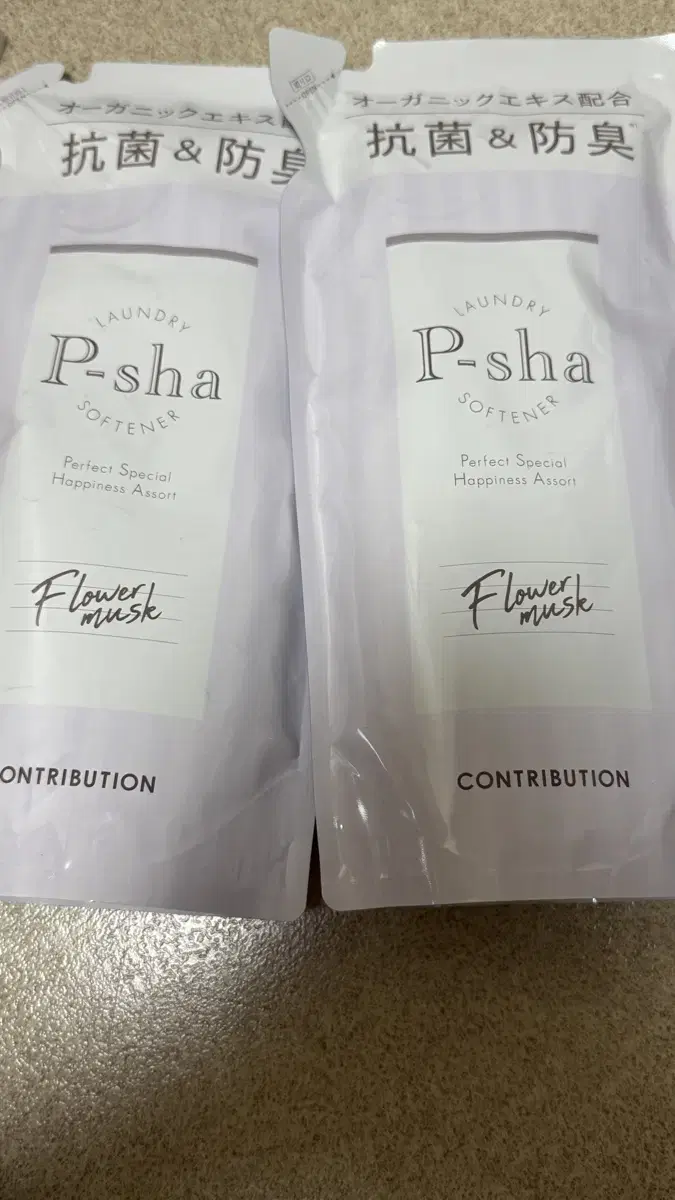 オーガニックエキス
抗菌&防臭
LAUNDRY
P-sha
SOFTENER
Perfect Special
Happiness Assort
Flower
musk
ONTRIBUTION
オーガニックエキス配合
抗菌&防臭
LAUNDRY
P-sha
SOFTENER
Perfect Special
Happiness Assort
Flower
musk
CONTRIBUTION